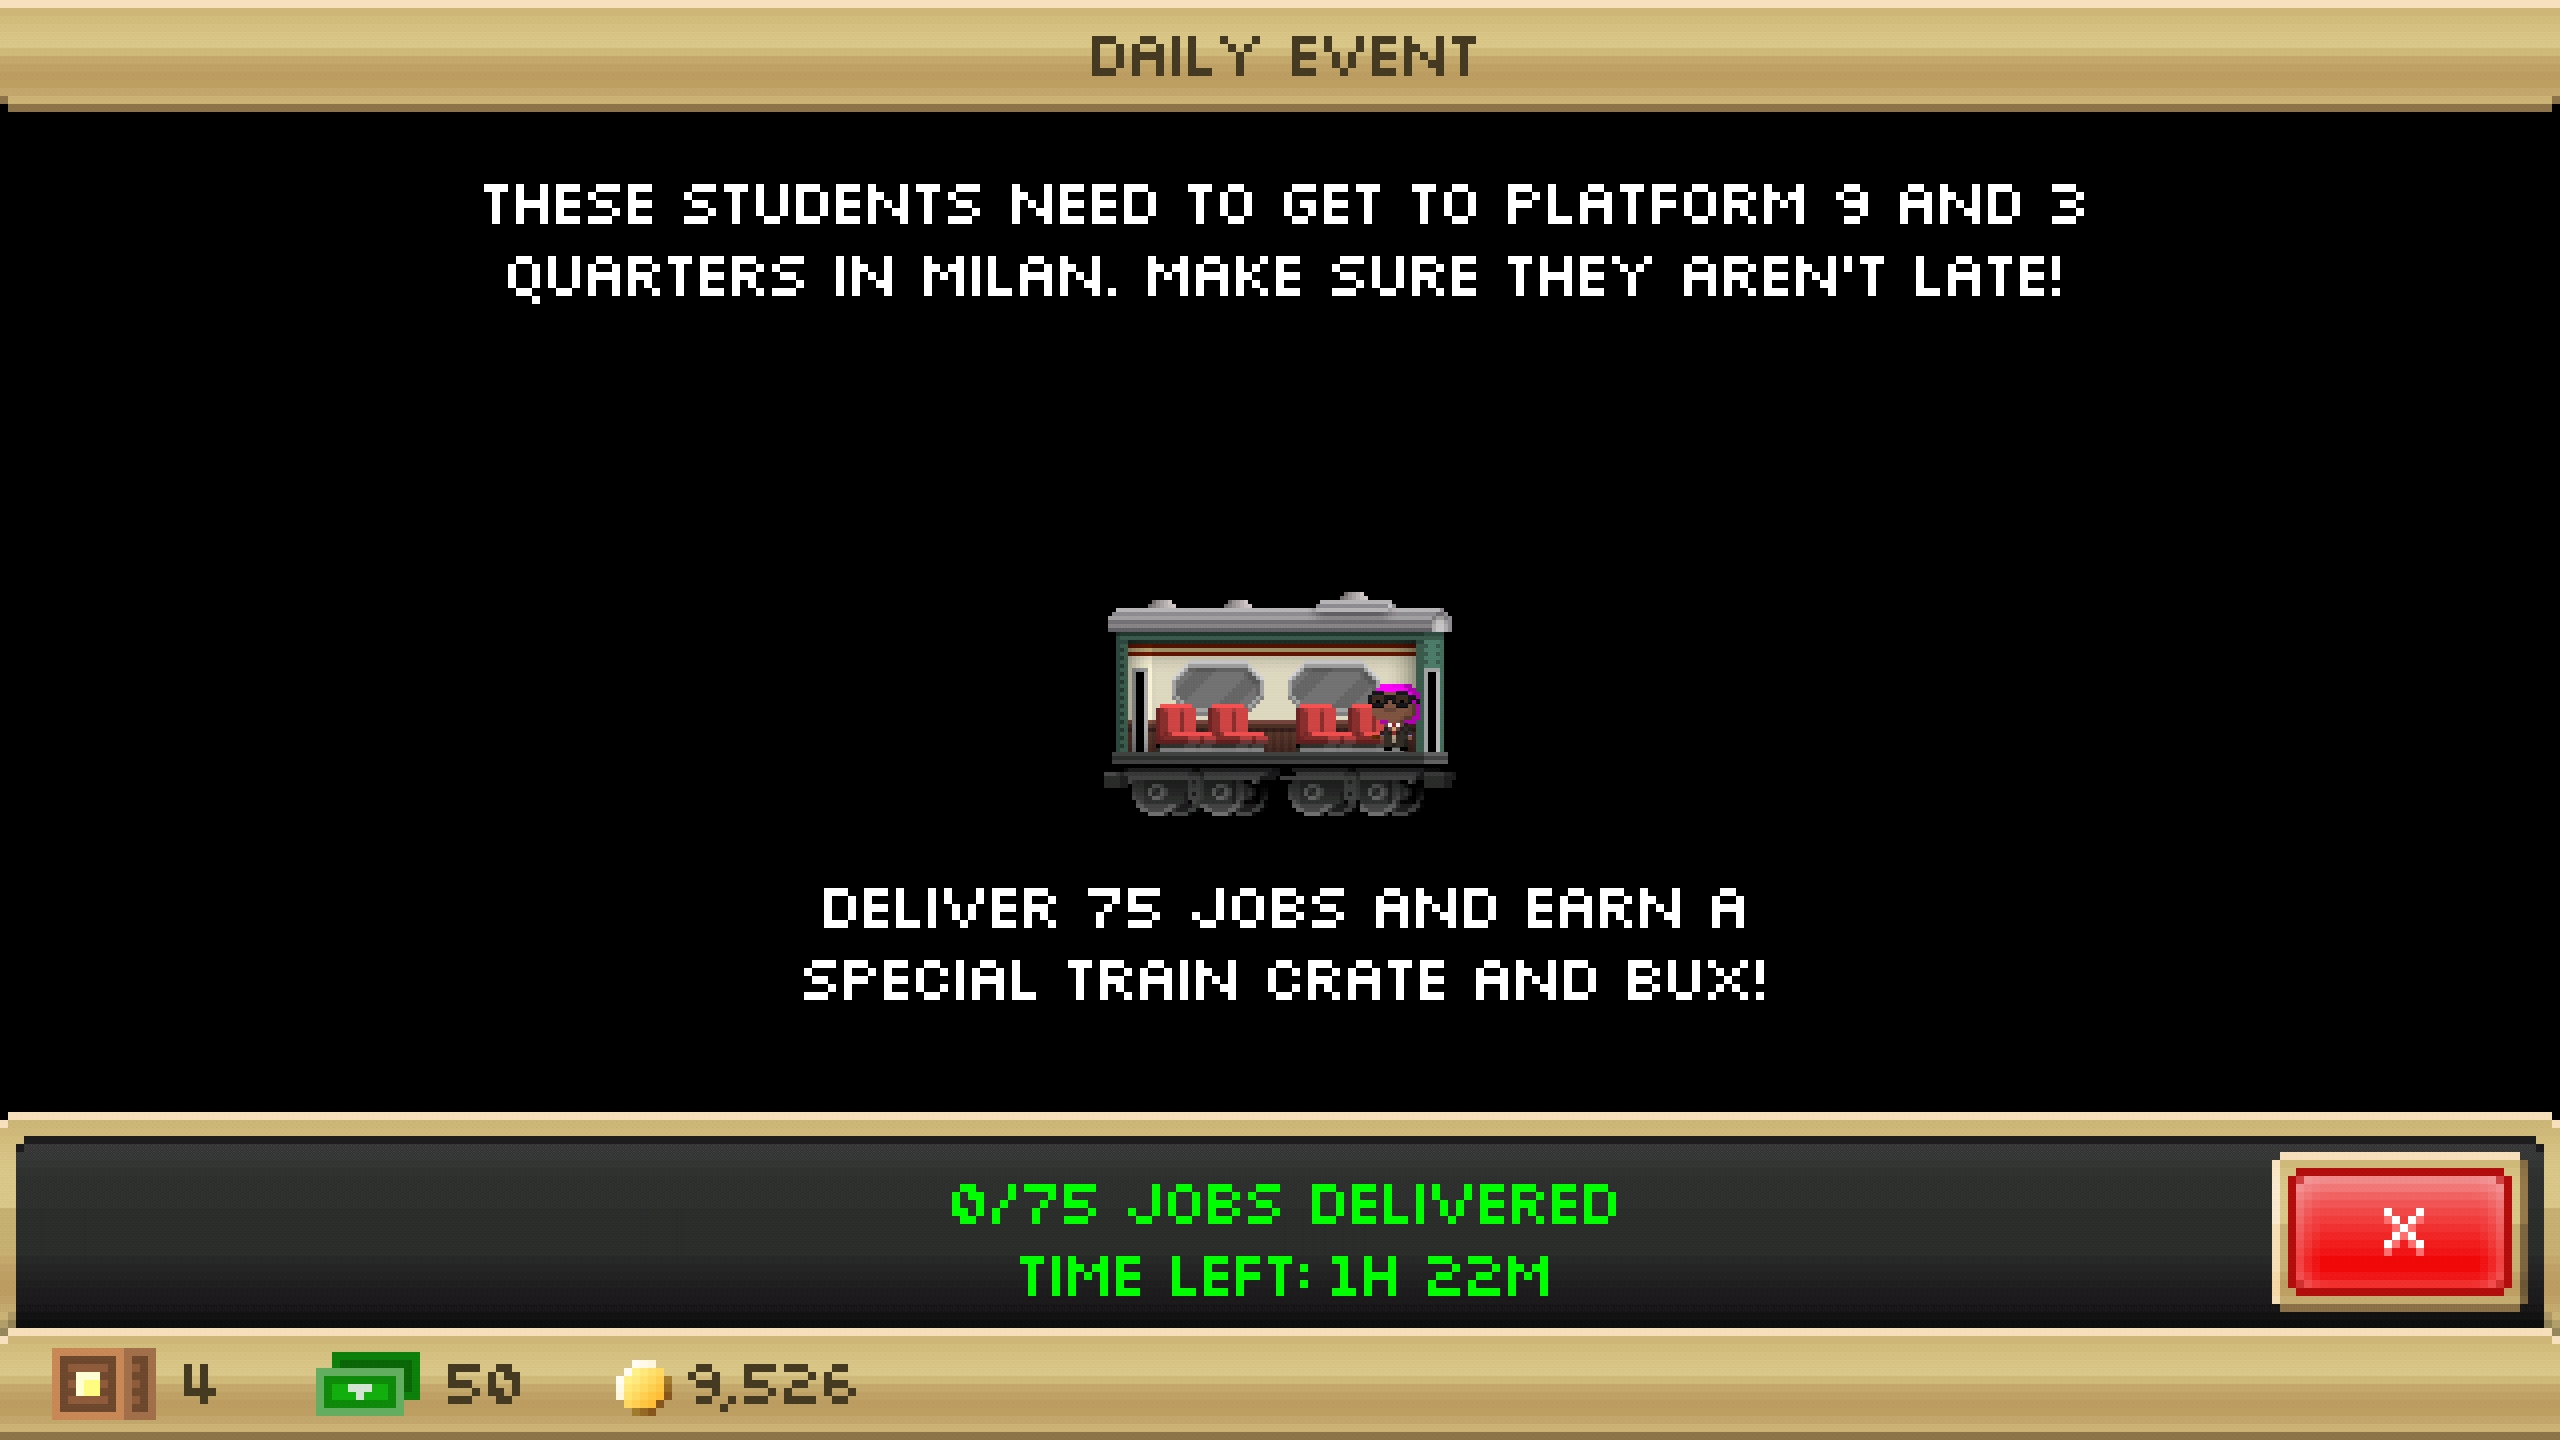 DAILY EVENT
THESE STUDENTS NEED TO GET TO PLATFORM 9 AND 3
QUARTERS IN MILAN. MAKE SURE THEY AREN'T LATE!
DELIVER 75 JOBS AND EARN A
SPECIAL TRAIN CRATE AND BUX!
0/75 JOBS DELIVERED
TIME LEFT: 1H 22M
X
4 50 9,526